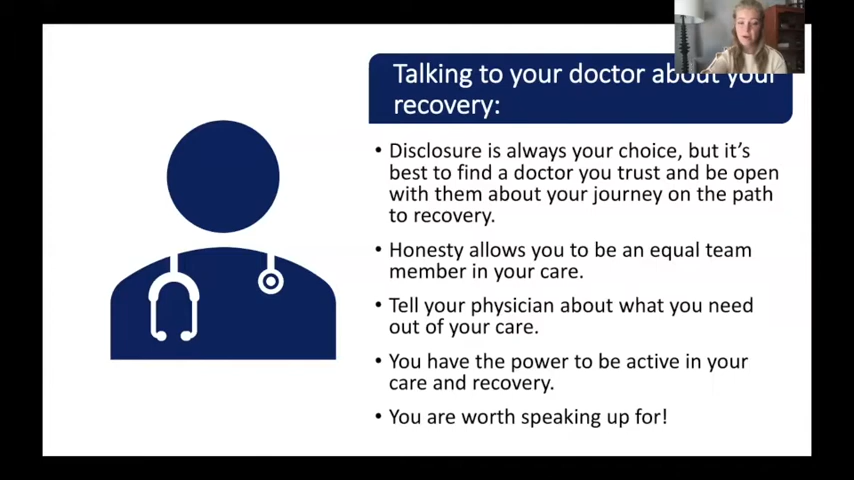 Talking to your doctor about your
recovery:
• Disclosure is always your choice, but it's
best to find a doctor you trust and be open
with them about your journey on the path
to recovery.
• Honesty allows you to be an equal team
member in your care.
• Tell your physician about what you need
out of your care.
• You have the power to be active in your
care and recovery.
• You are worth speaking up for!